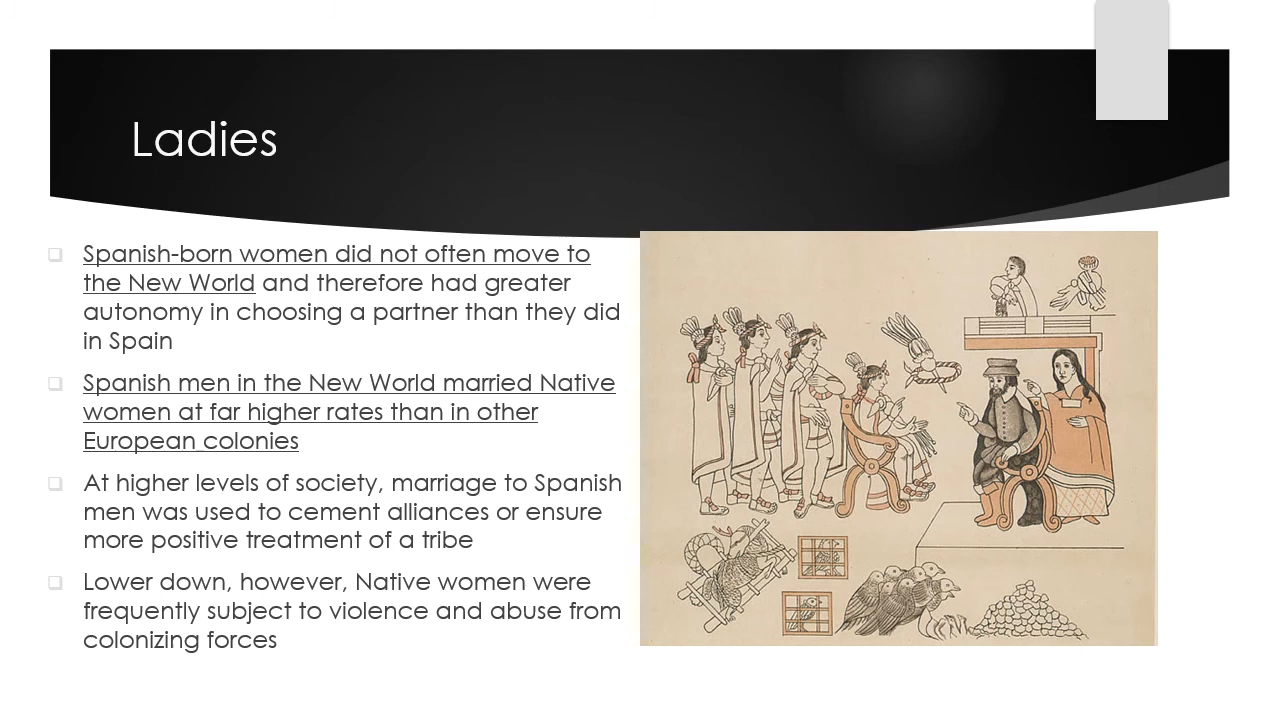 Ladies
Spanish-born women did not often move to
the New World and therefore had greater
autonomy in choosing a partner than they did
in Spain
Spanish men in the New World married Native
women at far higher rates than in other
European colonies
At higher levels of society, marriage to Spanish
men was used to cement alliances or ensure
more positive treatment of a tribe
Lower down, however, Native women were
frequently subject to violence and abuse from
colonizing forces